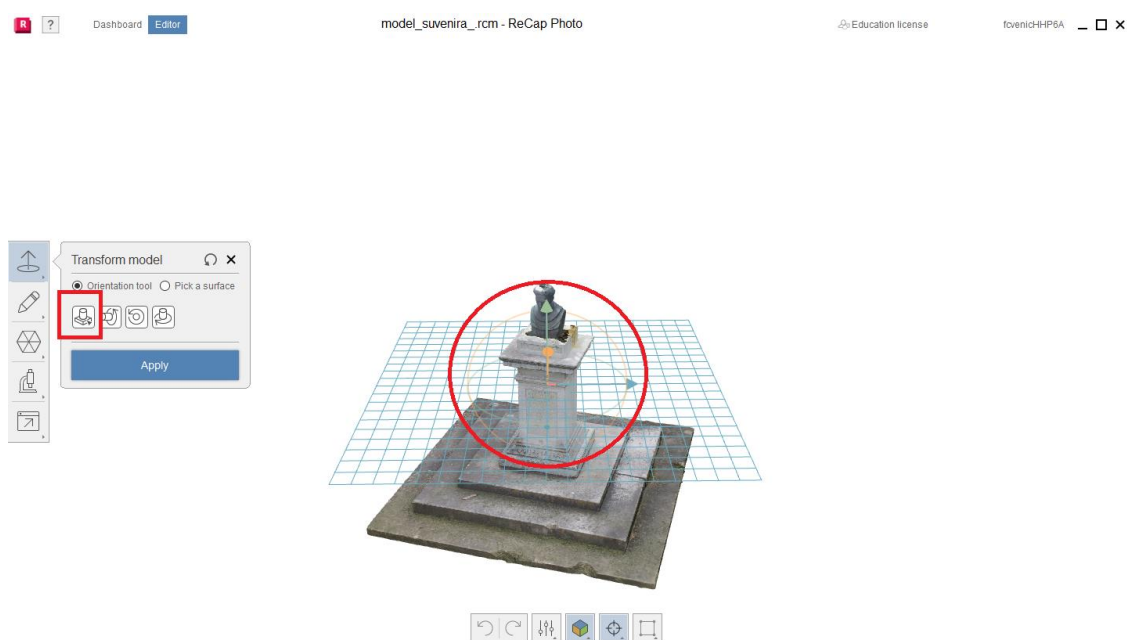 R ? Dashboard Editor model_suvenira_.rcm - ReCap Photo Education license fcvenicHHP6A
Transform model
Orientation tool Pick a surface
Apply